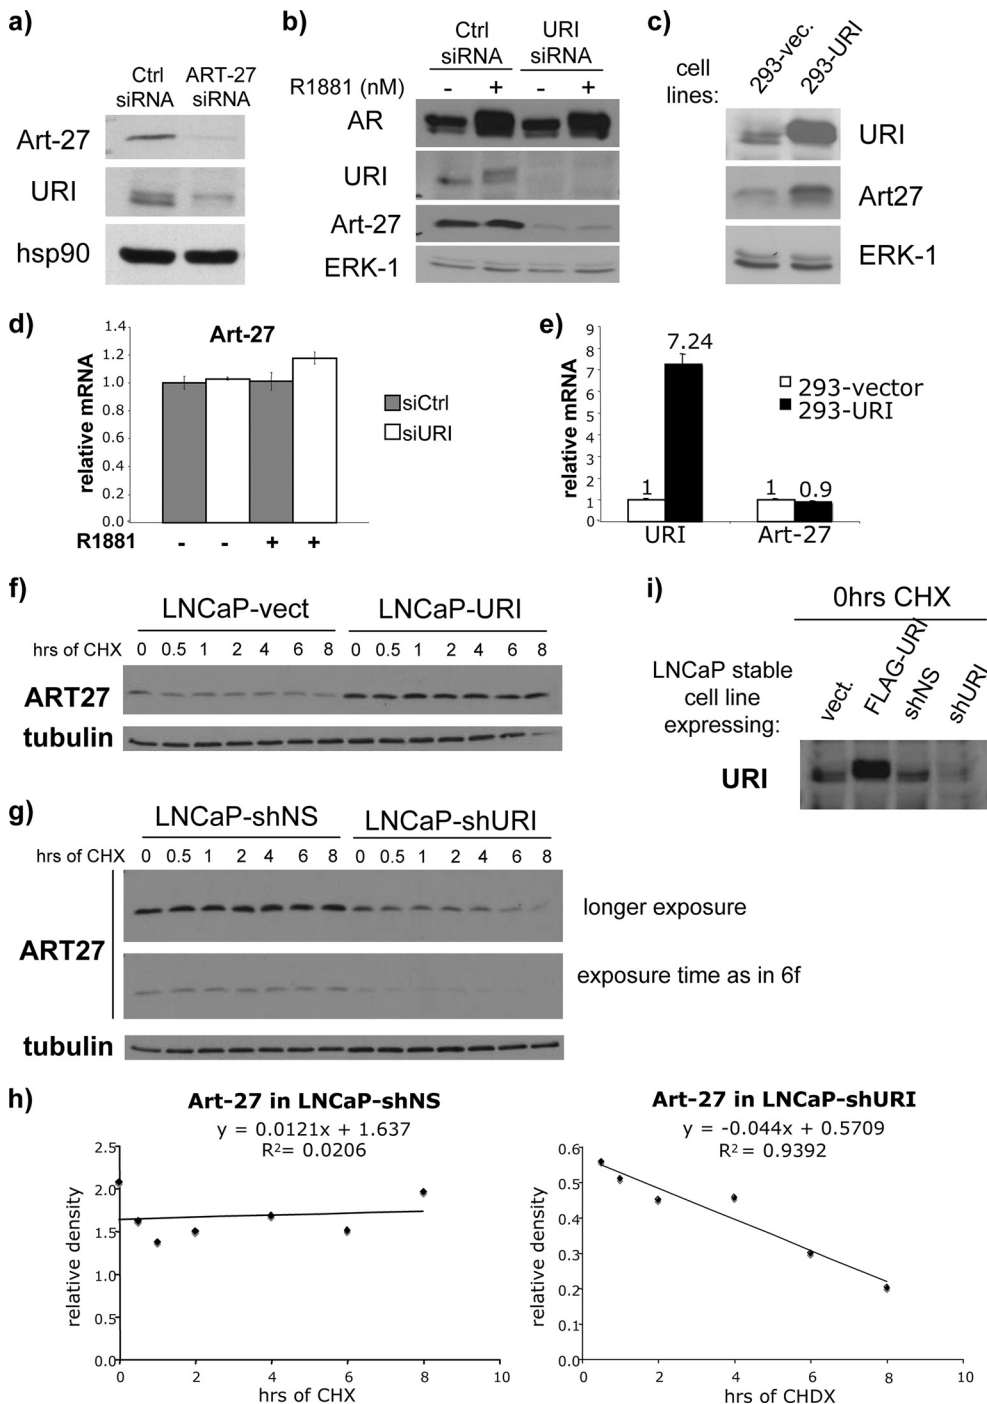 a)
Ctrl siRNA
ART-27 siRNA
Art-27
URI
hsp90
b)
Ctrl siRNA
URI siRNA
R1881 (nM) - + - +
AR
URI
Art-27
ERK-1
c)
cell lines:
293-vec.
293-URI
URI
Art27
ERK-1
d)
Art-27
relative mRNA
1.4
1.2
1.0
0.8
0.6
0.4
0.2
0.0
siCtrl
siURI
R1881 - - + +
e)
relative mRNA
9
8
7
6
5
4
3
2
1
0
1
7.24
1
0.9
293-vector
293-URI
URI
Art-27
f)
LNCaP-vect
LNCaP-URI
hrs of CHX 0 0.5 1 2 4 6 8 0 0.5 1 2 4 6 8
ART27
tubulin
i)
0hrs CHX
LNCaP stable
cell line
expressing:
vect.
FLAG-URI
shNS
shURI
URI
g)
LNCaP-shNS
LNCaP-shURI
hrs of CHX 0 0.5 1 2 4 6 8 0 0.5 1 2 4 6 8
ART27
longer exposure
exposure time as in 6f
tubulin
h)
Art-27 in LNCaP-shNS
y = 0.0121x + 1.637
R2= 0.0206
relative density
2.5
2.0
1.5
1.0
0.5
0.0
0 2 4 6 8 10
hrs of CHX
Art-27 in LNCaP-shURI
y = -0.044x + 0.5709
R2 = 0.9392
relative density
0.6
0.5
0.4
0.3
0.2
0.1
0.0
0 2 4 6 8 10
hrs of CHDX